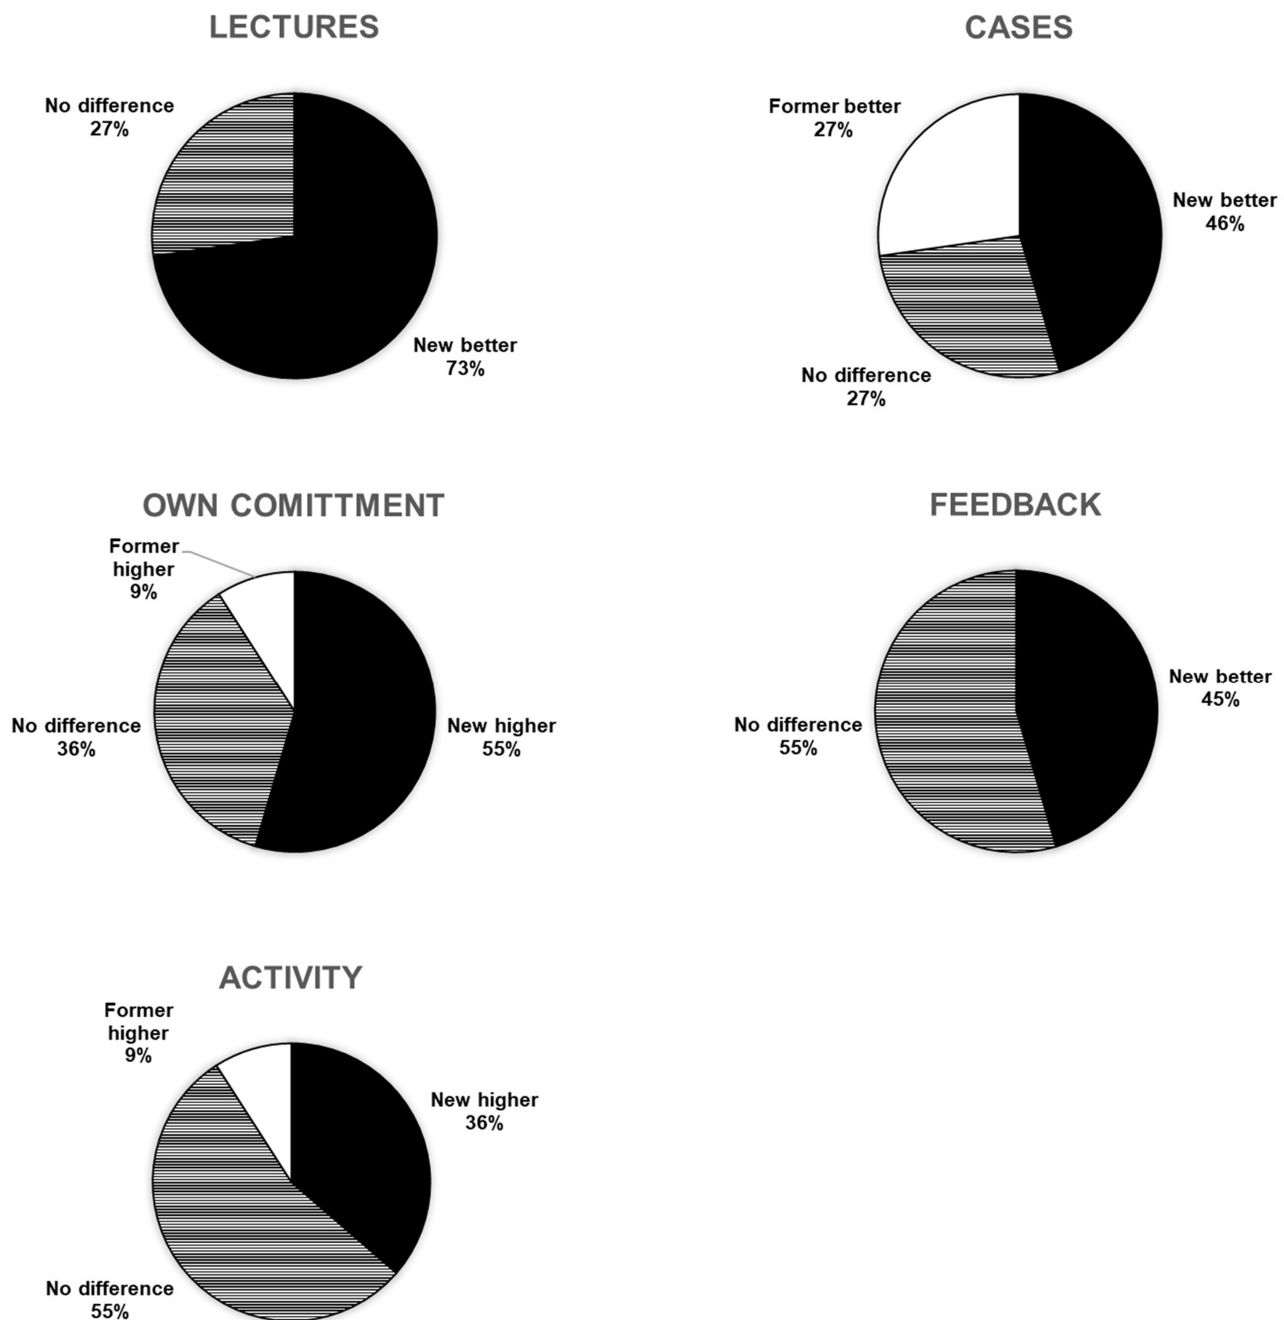 LECTURES
No difference
27%
New better
73%
CASES
Former better
27%
New better
46%
No difference
27%
OWN COMITTMENT
Former
higher
9%
No difference
36%
New higher
55%
FEEDBACK
No difference
55%
New better
45%
ACTIVITY
Former
higher
9%
New higher
36%
No difference
55%